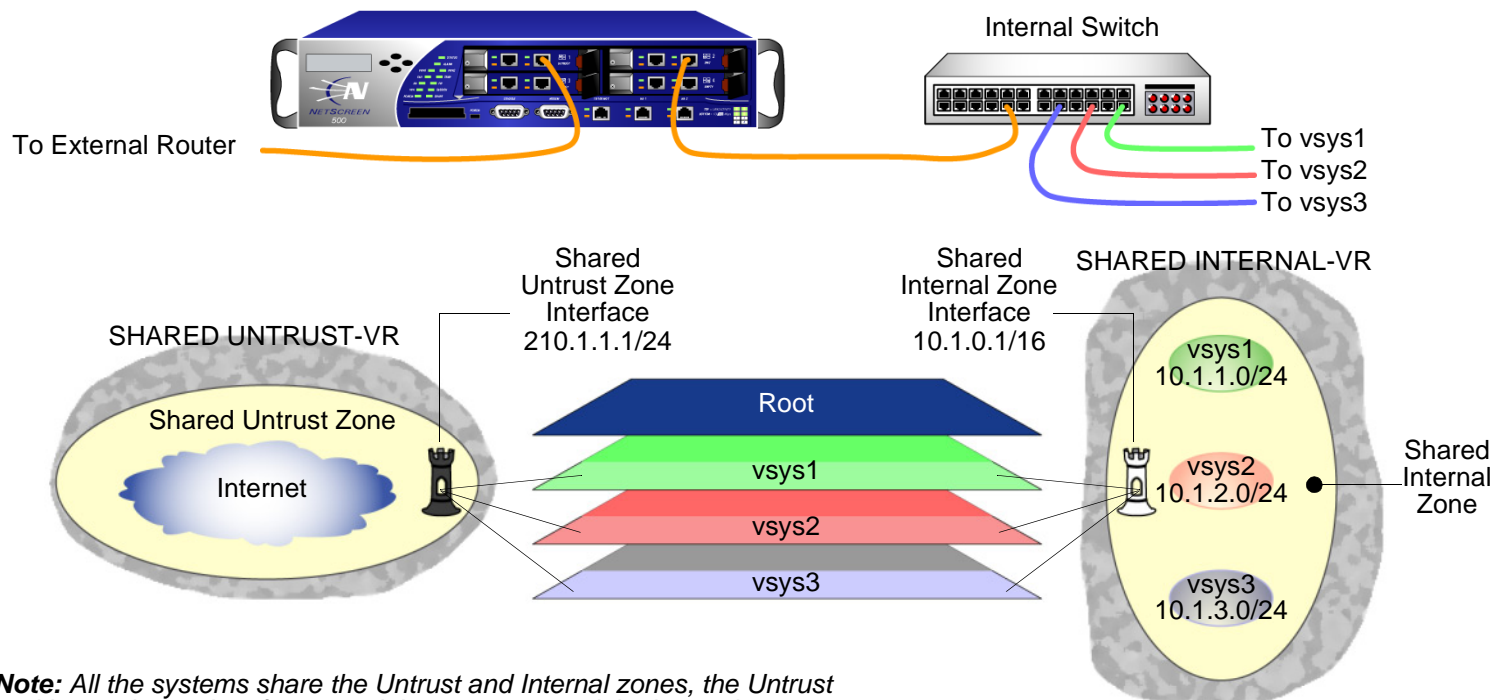 Internal Switch
NETSCREEN
500
To External Router
To vsys1
To vsys2
To vsys3
Shared
Untrust Zone
Interface
210.1.1.1/24
Shared
Internal Zone
Interface
10.1.0.1/16
SHARED INTERNAL-VR
SHARED UNTRUST-VR
Shared Untrust Zone
Internet
Root
vsys1
vsys2
vsys3
vsys1
10.1.1.0/24
vsys2
10.1.2.0/24
vsys3
10.1.3.0/24
Shared
Internal
Zone
Note: All the systems share the Untrust and Internal zones, the Untrust